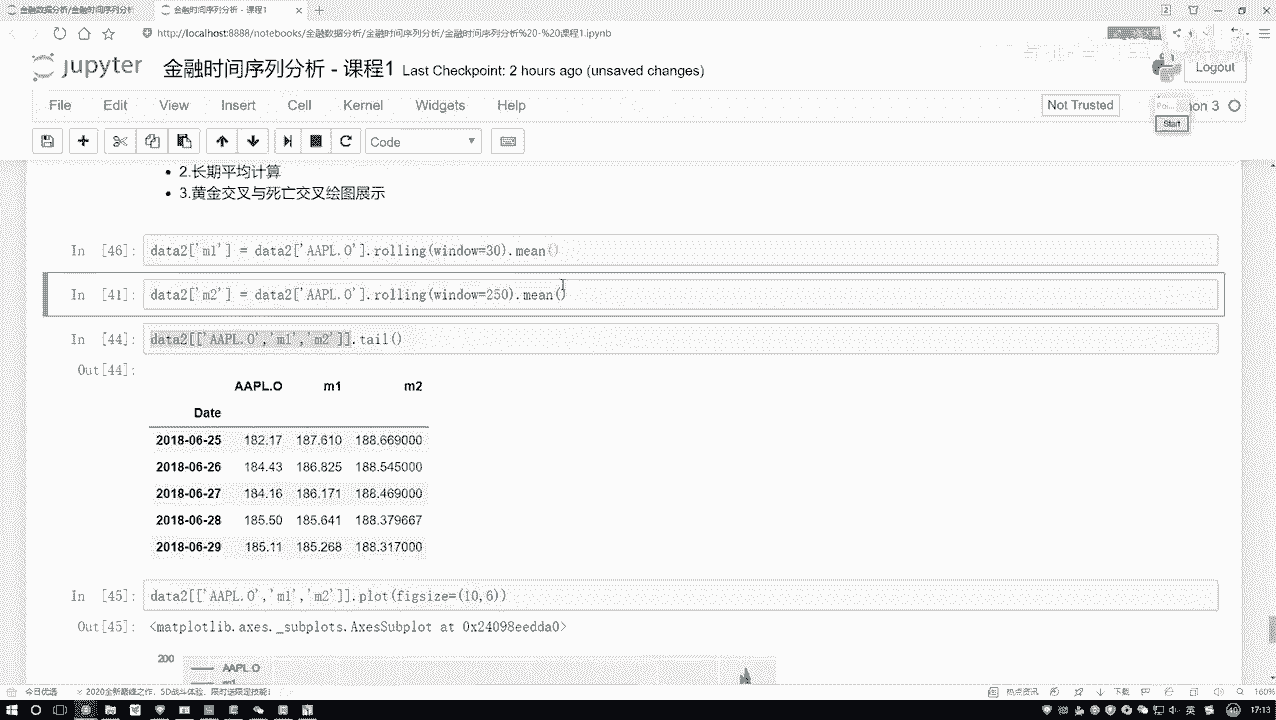 金融数据分析/金融时间序列分析
金融时间序列分析 - 课程1
http://localhost:8888/notebooks/金融数据分析/金融时间序列分析/金融时间序列分析%20-%20课程1.ipynb
jupyter 金融时间序列分析 - 课程1 Last Checkpoint: 2 hours ago (unsaved changes)
Logout
File Edit View Insert Cell Kernel Widgets Help
Not Trusted
on 3
Start
Code
2.长期平均计算
3.黄金交叉与死亡交叉绘图展示
In [46]: data2['m1'] = data2['AAPL.O'].rolling(window=30).mean()
In [41]: data2['m2'] = data2['AAPL.O'].rolling(window=250).mean()
In [44]: data2[['AAPL.O','m1','m2']].tail()
Out[44]:
AAPL.O m1 m2
Date
2018-06-25 182.17 187.610 188.669000
2018-06-26 184.43 186.825 188.545000
2018-06-27 184.16 186.171 188.469000
2018-06-28 185.50 185.641 188.379667
2018-06-29 185.11 185.268 188.317000
In [45]: data2[['AAPL.O','m1','m2']].plot(figsize=(10,6))
Out[45]: <matplotlib.axes._subplots.AxesSubplot at 0x24098eedda0>
200
AAPL.O
今日优选
2020全新巅峰之作，5D战斗体验，限时送限定技能！
热点资讯
下载
160%
英
17:13